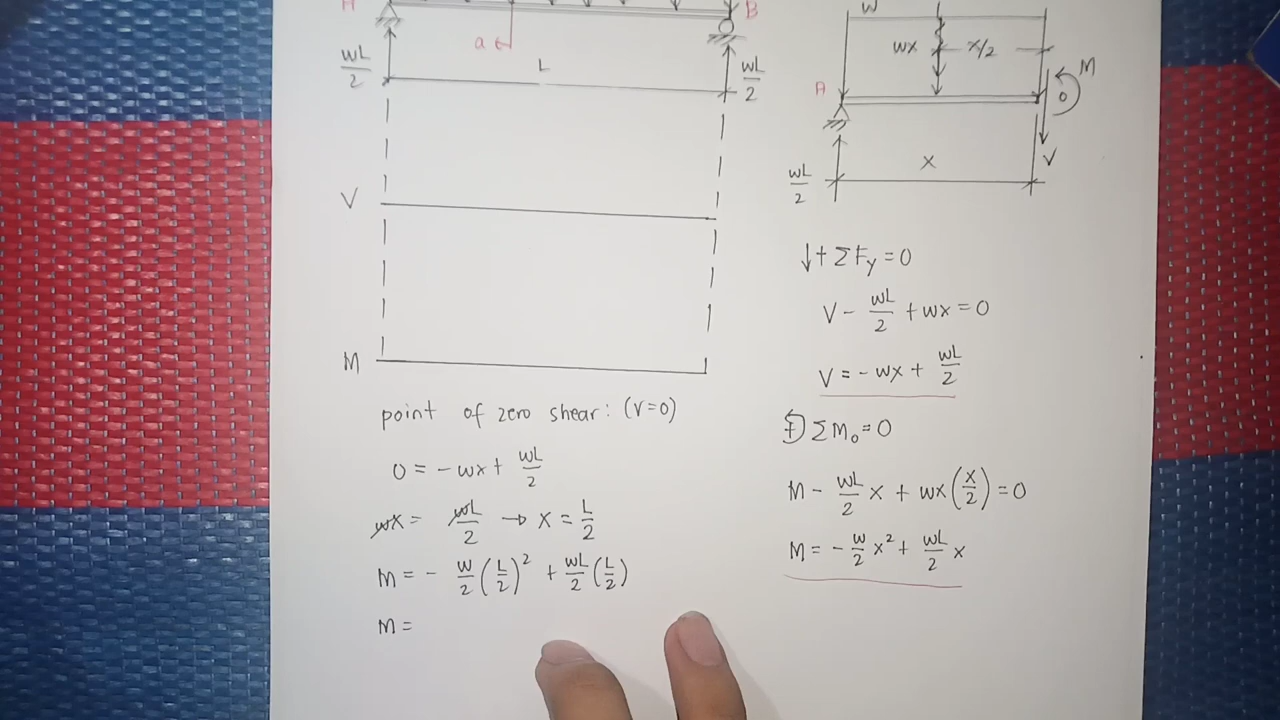 A
B
a
wL/2
L
wL/2
V
M
point of zero shear: (V=0)
0 = -wx + wL/2
wx = wL/2 → x = L/2
M = - w/2 (L/2)² + wL/2 (L/2)
M =
W
wx x/2
M
A
o
V
x
wL/2
↓+ ΣFy = 0
V - wL/2 + wx = 0
V = -wx + wL/2
+ ΣMo = 0
M - wL/2 x + wx (x/2) = 0
M = - w/2 x² + wL/2 x